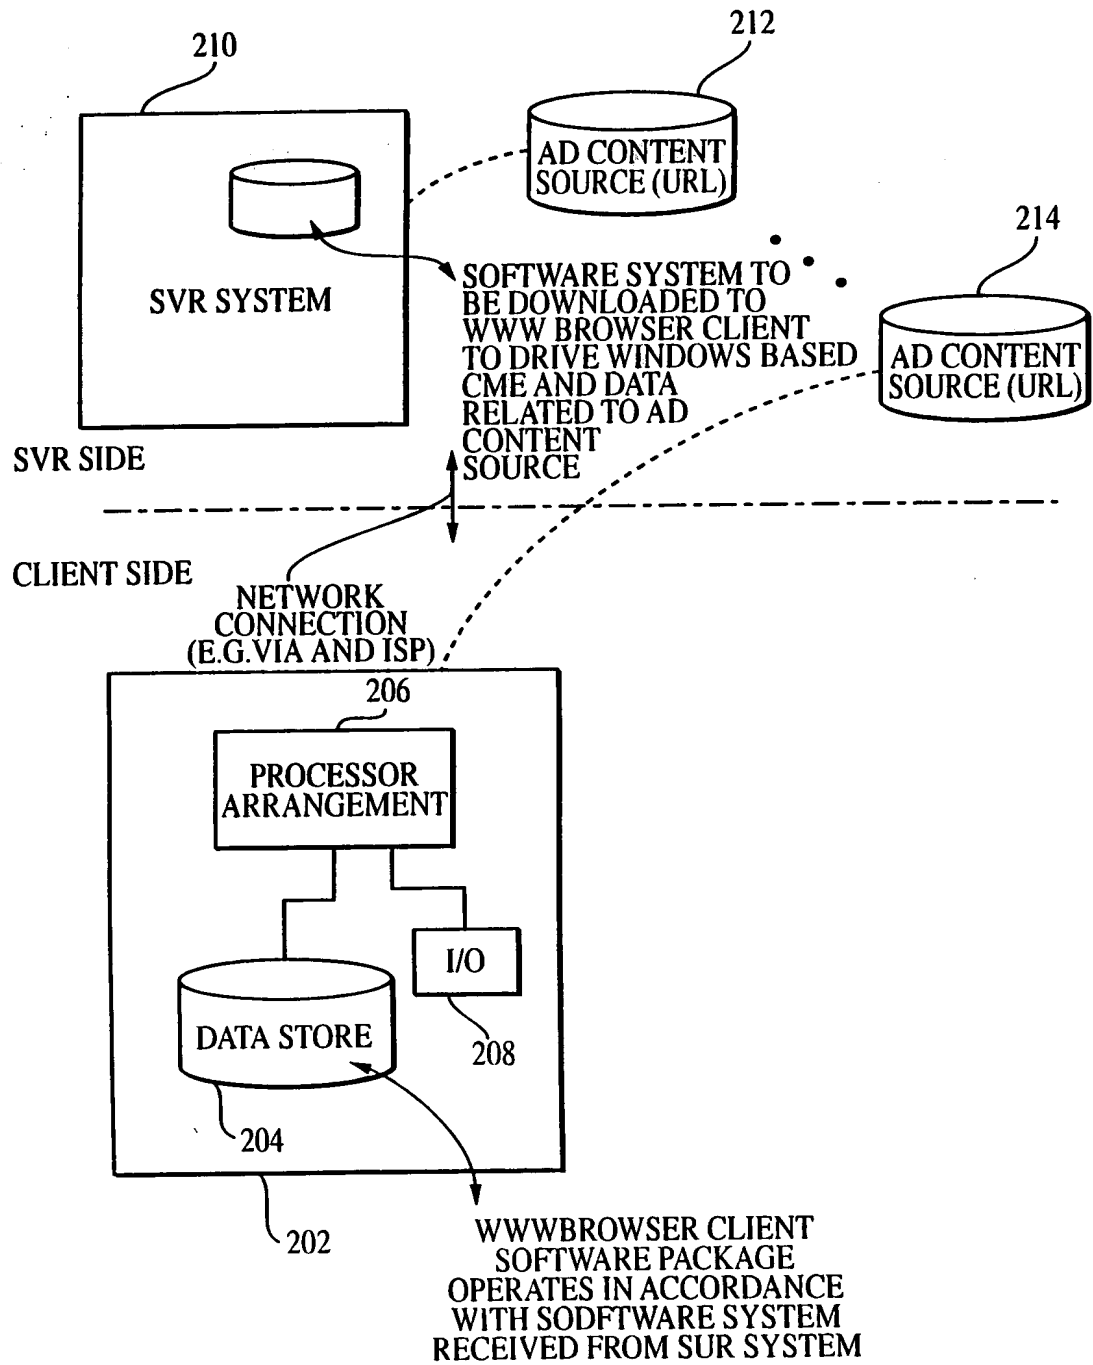 210
212
AD CONTENT
SOURCE (URL)
214
SVR SYSTEM
SOFTWARE SYSTEM TO
BE DOWNLOADED TO
WWW BROWSER CLIENT
TO DRIVE WINDOWS BASED
CME AND DATA
RELATED TO AD
CONTENT
SOURCE
AD CONTENT
SOURCE (URL)
SVR SIDE
CLIENT SIDE
NETWORK
CONNECTION
(E.G.VIA AND ISP)
206
PROCESSOR
ARRANGEMENT
I/O
208
DATA STORE
204
202
WWWBROWSER CLIENT
SOFTWARE PACKAGE
OPERATES IN ACCORDANCE
WITH SODFTWARE SYSTEM
RECEIVED FROM SUR SYSTEM